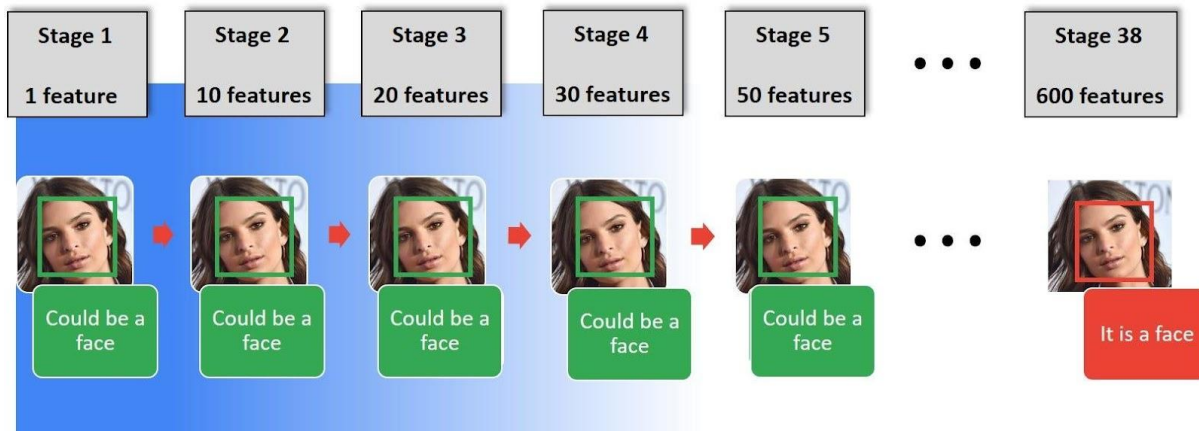 Stage 1
1 feature
Stage 2
10 features
Stage 3
20 features
Stage 4
30 features
Stage 5
50 features
• • •
Stage 38
600 features
Could be a
face
Could be a
face
Could be a
face
Could be a
face
Could be a
face
• • •
It is a face